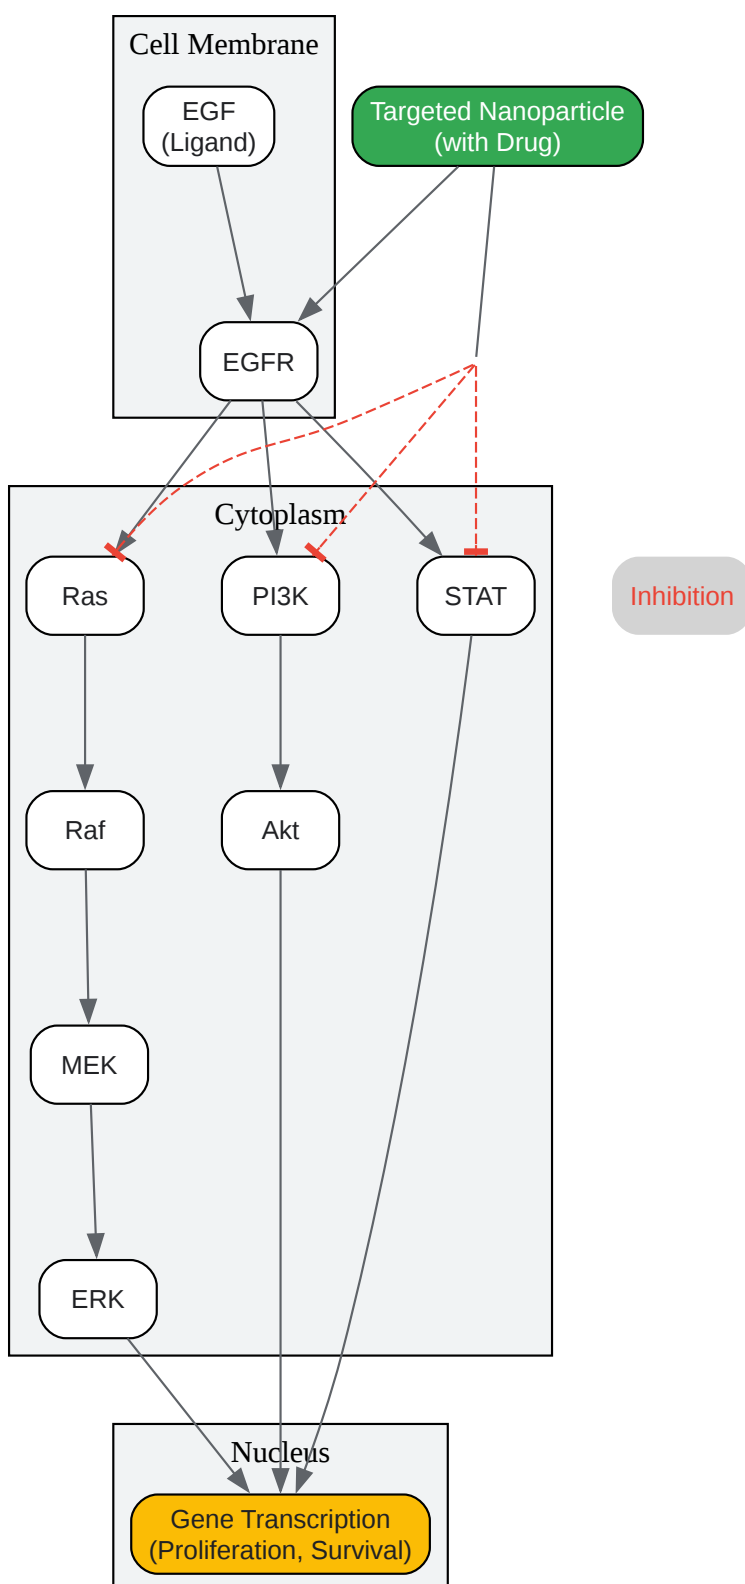 Cell Membrane
EGF
(Ligand)
Targeted Nanoparticle
(with Drug)
EGFR
Cytoplasm
Ras
PI3K
STAT
Inhibition
Raf
Akt
MEK
ERK
Nucleus
Gene Transcription
(Proliferation, Survival)